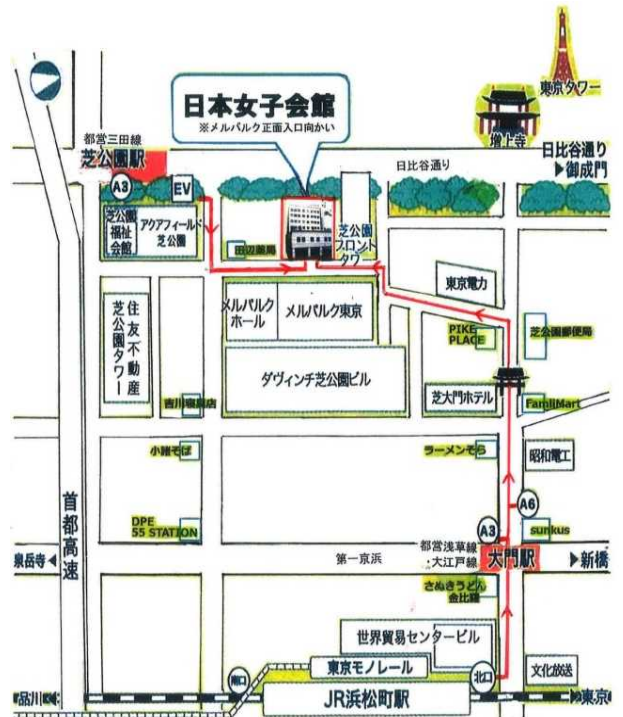 東京タワー
増上寺
日本女子会館
※メルパルク正面入口向かい
都営三田線
芝公園駅
日比谷通り
日比谷通り
▶御成門
A3
EV
芝公園
福祉
会館
アクアフィールド
芝公園
田辺薬局
芝公園
フロント
タワー
東京電力
メルパルク
ホール
メルパルク東京
PIKE
PLACE
芝公園郵便局
住友不動産
芝公園タワー
ダヴィンチ芝公園ビル
芝大門ホテル
FamilMart
小諸そば
ラーメンそら
昭和電工
首都高速
DPE
55 STATION
A6
A3
sunkus
都営浅草線
・大江戸線
大門駅
泉岳寺◀
第一京浜
▶新橋
さぬきうどん
世界貿易センタービル
東京モノレール
南口
北口
文化放送
品川◀
JR浜松町駅
▶東京